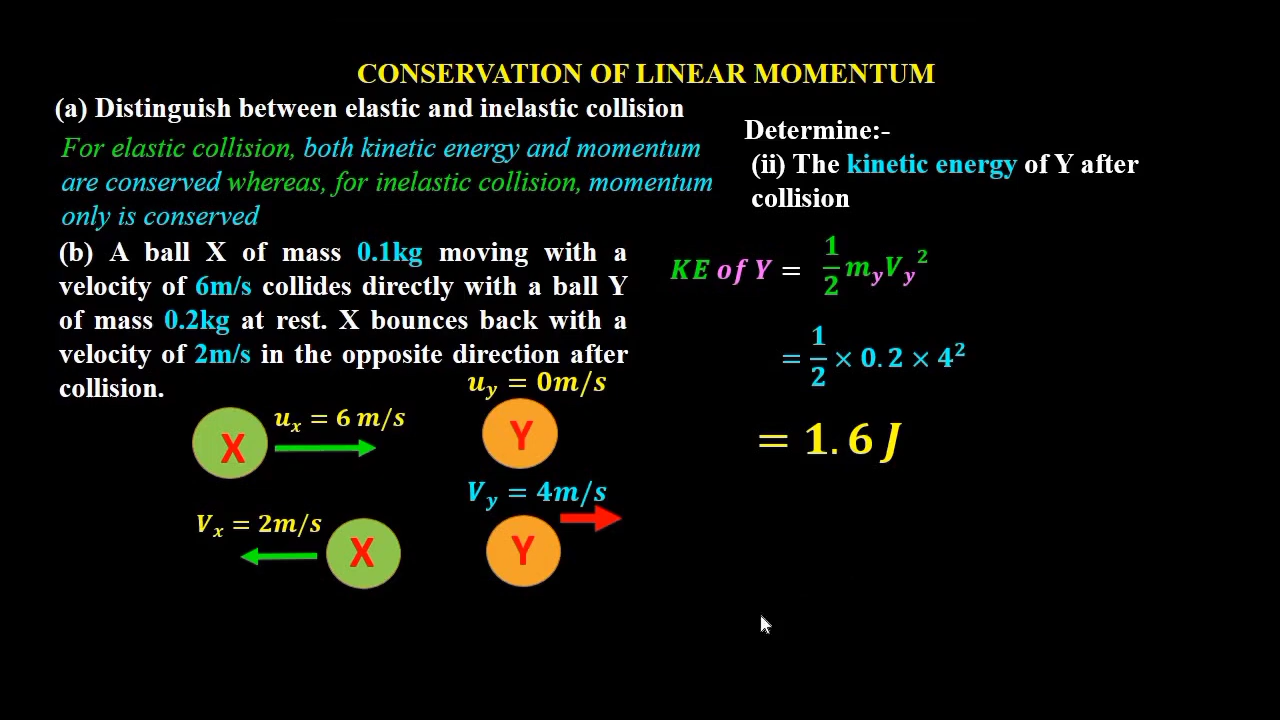 CONSERVATION OF LINEAR MOMENTUM
(a) Distinguish between elastic and inelastic collision
For elastic collision, both kinetic energy and momentum
are conserved whereas, for inelastic collision, momentum
only is conserved
(b) A ball X of mass 0.1kg moving with a
velocity of 6m/s collides directly with a ball Y
of mass 0.2kg at rest. X bounces back with a
velocity of 2m/s in the opposite direction after
collision.
u_y = 0m/s
u_x = 6 m/s
X
Y
V_y = 4m/s
V_x = 2m/s
X
Y
Determine:-
(ii) The kinetic energy of Y after
collision
KE of Y = 1/2 m_y V_y²
= 1/2 × 0.2 × 4²
= 1.6 J